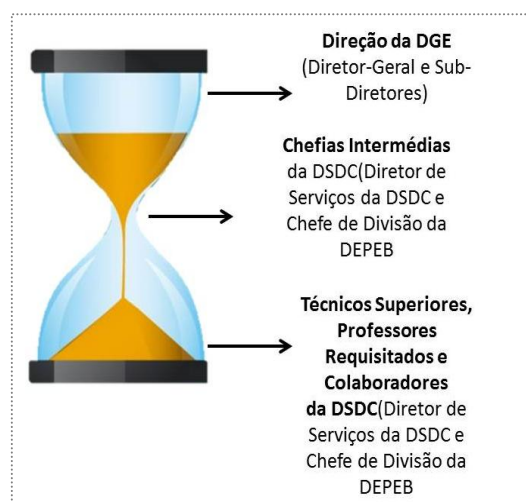 Direção da DGE
(Diretor-Geral e Sub-
Diretores)
Chefias Intermédias
da DSDC(Diretor de
Serviços da DSDC e
Chefe de Divisão da
DEPEB
Técnicos Superiores,
Professores
Requisitados e
Colaboradores
da DSDC(Diretor de
Serviços da DSDC e
Chefe de Divisão da
DEPEB